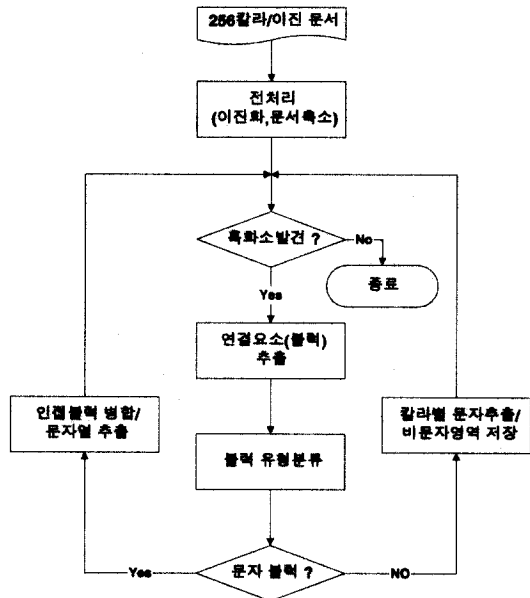 256칼라/이진 문서
전처리
(이진화,문서축소)
흑화소발견 ?
No
종료
Yes
연결요소(블럭)
추출
인접블럭 병합/
문자열 추출
칼라별 문자추출/
비문자영역 저장
블럭 유형분류
Yes
문자 블럭 ?
NO